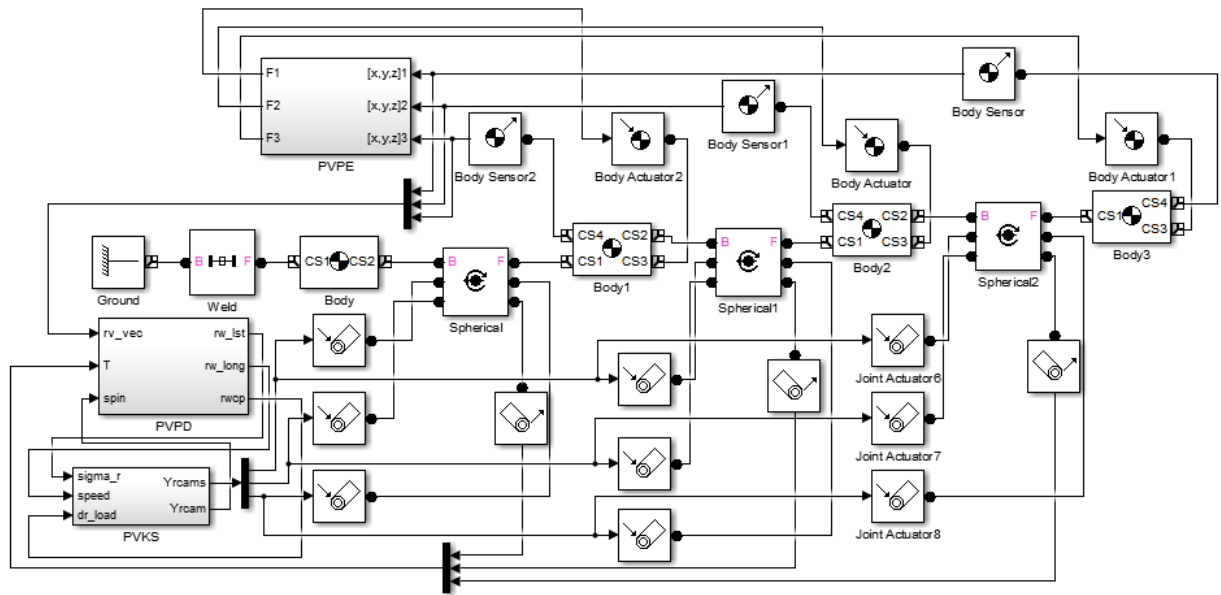 F1 [x,y,z]1
F2 [x,y,z]2
F3 [x,y,z]3
PVPE
Body Sensor
Body Sensor1
Body Sensor2
Body Actuator2
Body Actuator
Body Actuator1
CS4 CS2
CS1 CS3
Body1
CS4 CS2
CS1 CS3
Body2
CS1 CS4
CS3
Body3
Ground
B F
Weld
CS1 CS2
Body
B F
Spherical
B F
Spherical1
B F
Spherical2
rv_vec rw_lst
T rw_long
spin rwcp
PVPD
sigma_r Yrcams
speed Yrcam
dr_load
PVKS
Joint Actuator6
Joint Actuator7
Joint Actuator8